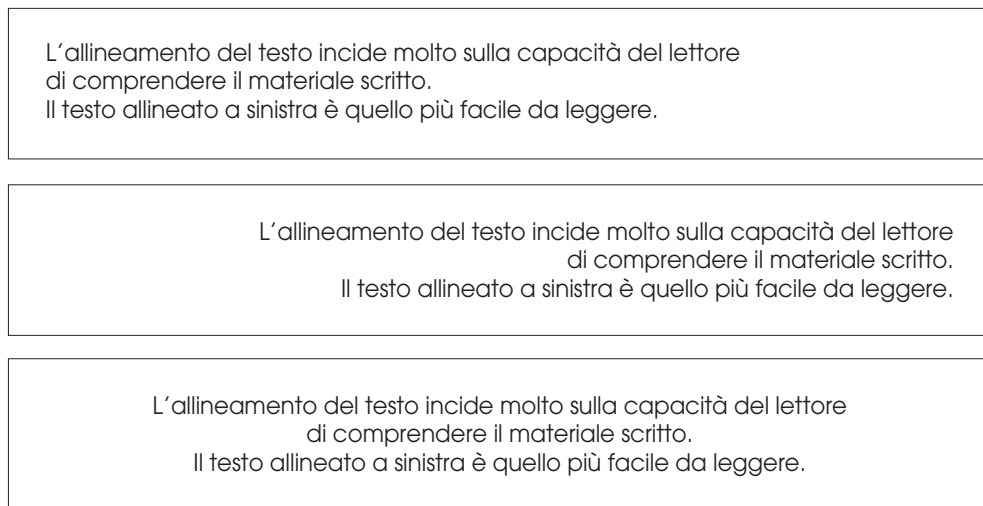 L'allineamento del testo incide molto sulla capacità del lettore
di comprendere il materiale scritto.
Il testo allineato a sinistra è quello più facile da leggere.
L'allineamento del testo incide molto sulla capacità del lettore
di comprendere il materiale scritto.
Il testo allineato a sinistra è quello più facile da leggere.
L'allineamento del testo incide molto sulla capacità del lettore
di comprendere il materiale scritto.
Il testo allineato a sinistra è quello più facile da leggere.